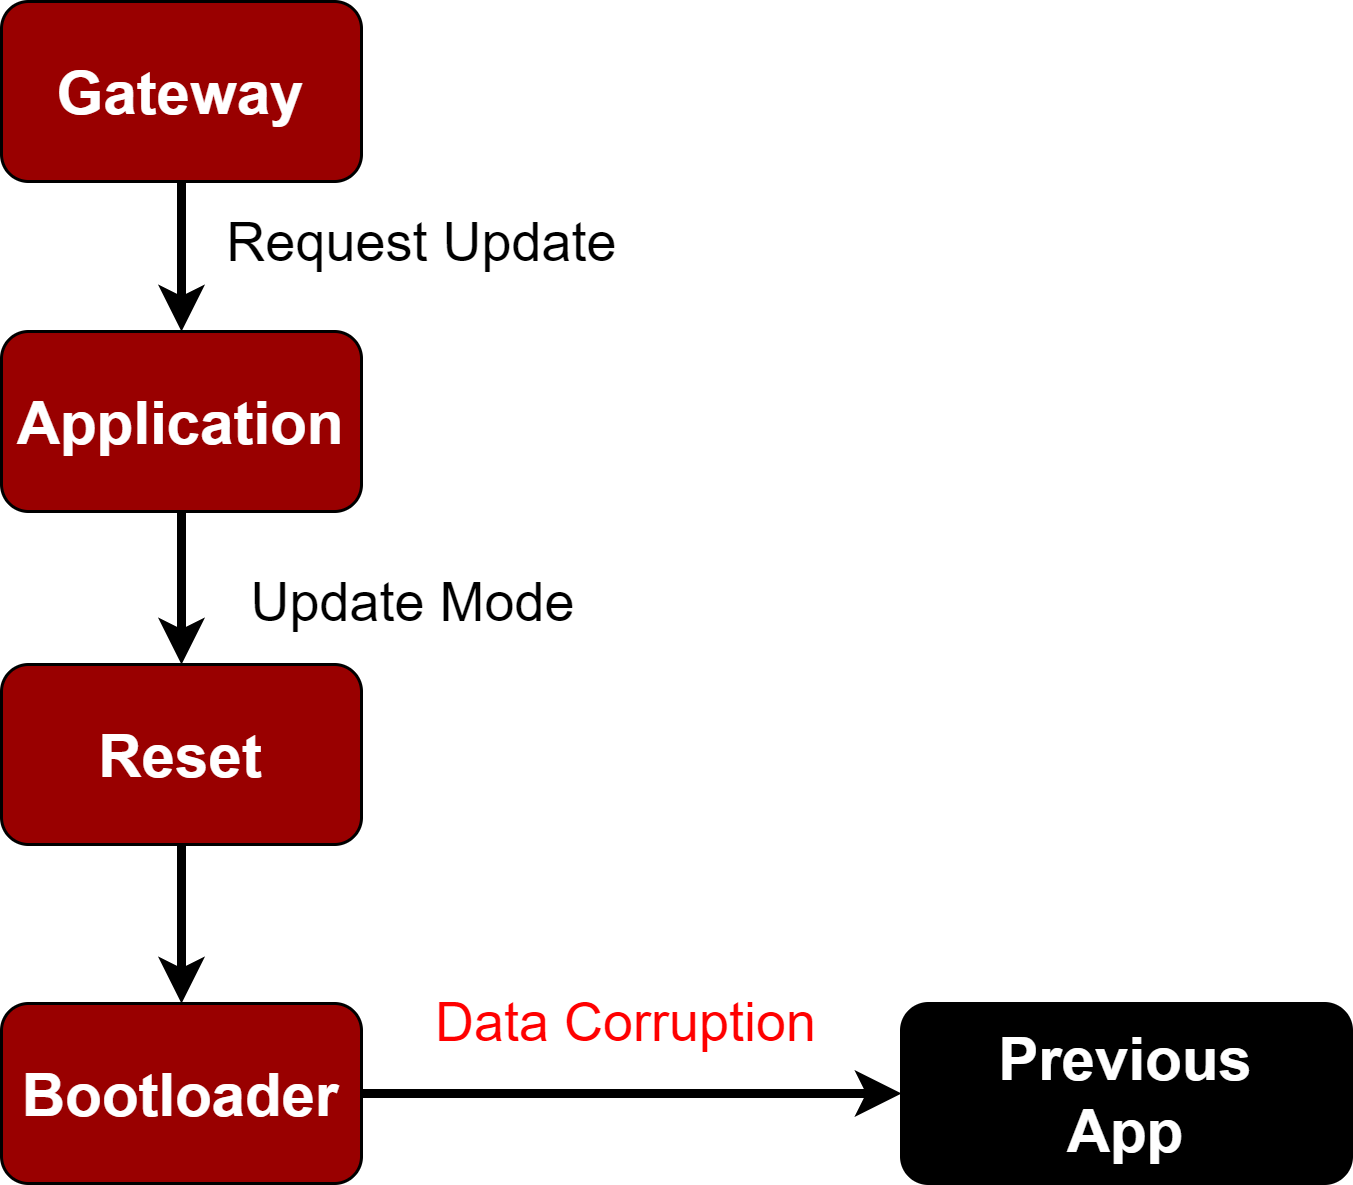 Gateway
Request Update
Application
Update Mode
Reset
Bootloader
Data Corruption
Previous
App